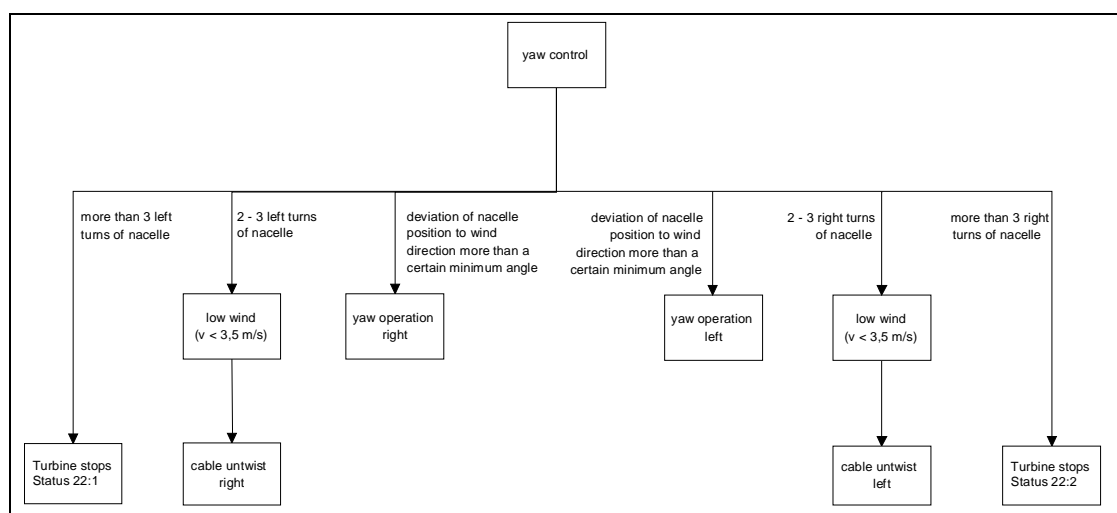 yaw control
more than 3 left
turns of nacelle
2 - 3 left turns
of nacelle
deviation of nacelle
position to wind
direction more than a
certain minimum angle
deviation of nacelle
position to wind
direction more than a
certain minimum angle
2 - 3 right turns
of nacelle
more than 3 right
turns of nacelle
low wind
(v < 3,5 m/s)
yaw operation
right
yaw operation
left
low wind
(v < 3,5 m/s)
Turbine stops
Status 22:1
cable untwist
right
cable untwist
left
Turbine stops
Status 22:2